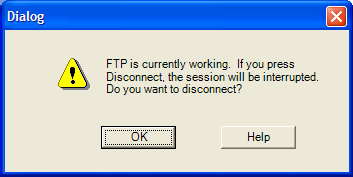 Dialog
FTP is currently working.  If you press
Disconnect, the session will be interrupted.
Do you want to disconnect?
OK
Help